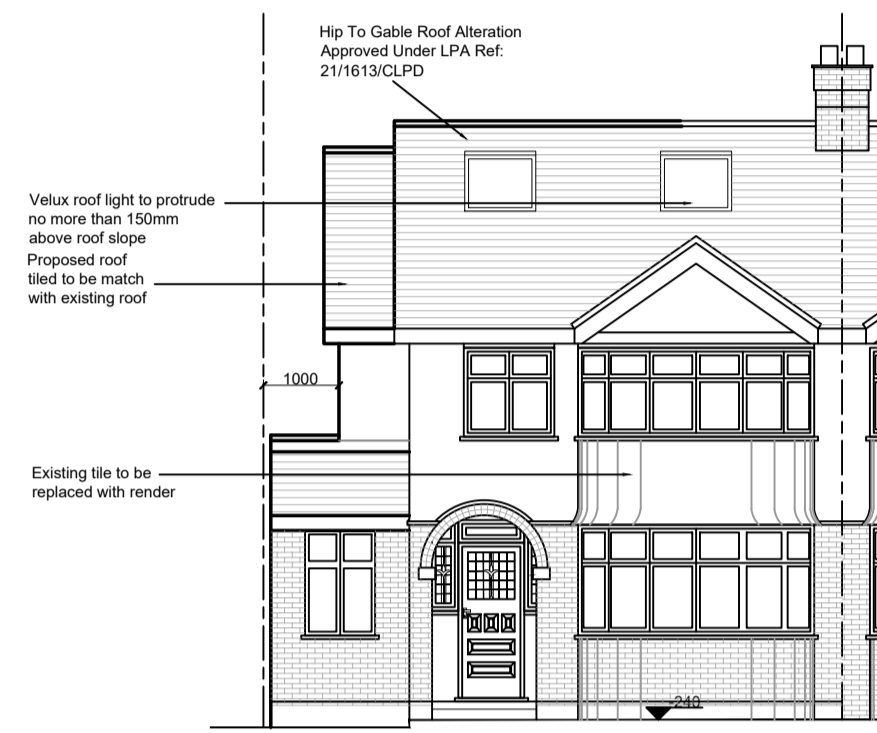 Hip To Gable Roof Alteration
Approved Under LPA Ref:
21/1613/CLPD
Velux roof light to protrude
no more than 150mm
above roof slope
Proposed roof
tiled to be match
with existing roof
1000
Existing tile to be
replaced with render
-240